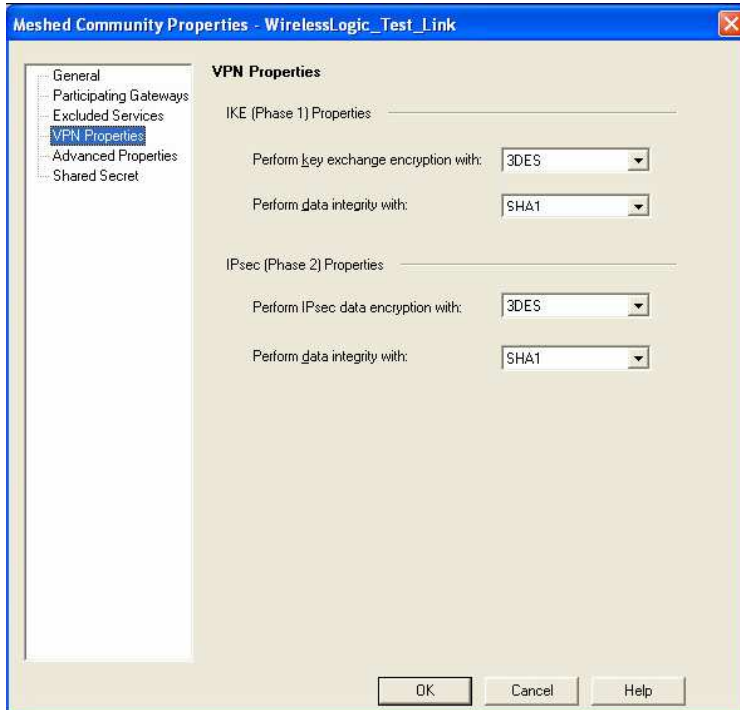 Meshed Community Properties - WirelessLogic_Test_Link
General
Participating Gateways
Excluded Services
VPN Properties
Advanced Properties
Shared Secret
VPN Properties
IKE (Phase 1) Properties
Perform key exchange encryption with: 3DES
Perform data integrity with: SHA1
IPsec (Phase 2) Properties
Perform IPsec data encryption with: 3DES
Perform data integrity with: SHA1
OK Cancel Help